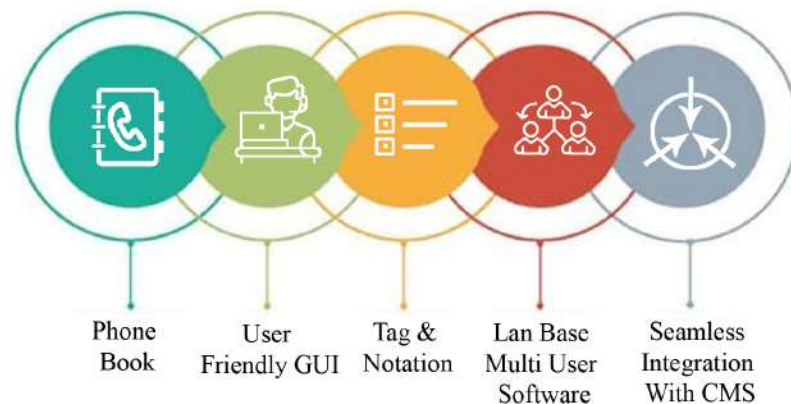 Phone
Book
User
Friendly GUI
Tag &
Notation
Lan Base
Multi User
Software
Seamless
Integration
With CMS